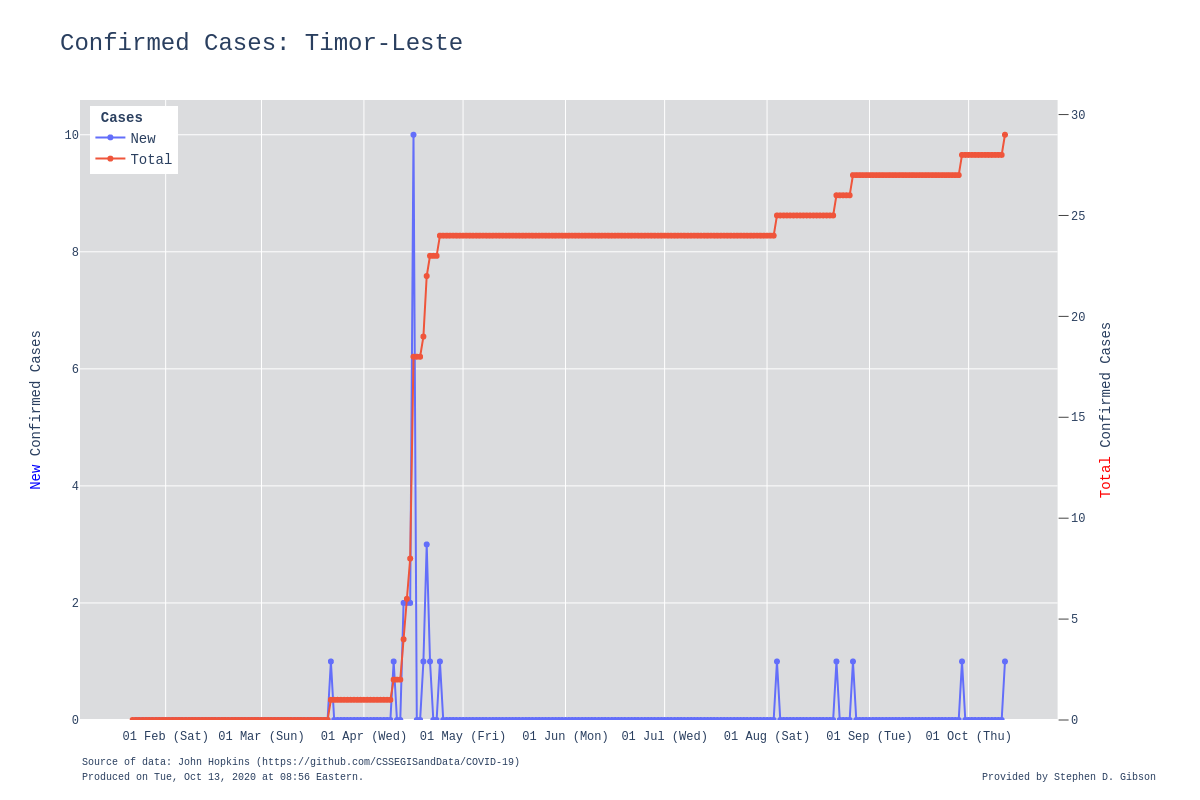 Confirmed Cases: Timor-Leste
Cases
New
Total
10
8
6
4
2
0
30
25
20
15
10
5
0
New Confirmed Cases
Total Confirmed Cases
01 Feb (Sat) 01 Mar (Sun) 01 Apr (Wed) 01 May (Fri) 01 Jun (Mon) 01 Jul (Wed) 01 Aug (Sat) 01 Sep (Tue) 01 Oct (Thu)
Source of data: John Hopkins (https://github.com/CSSEGISandData/COVID-19)
Produced on Tue, Oct 13, 2020 at 08:56 Eastern.
Provided by Stephen D. Gibson